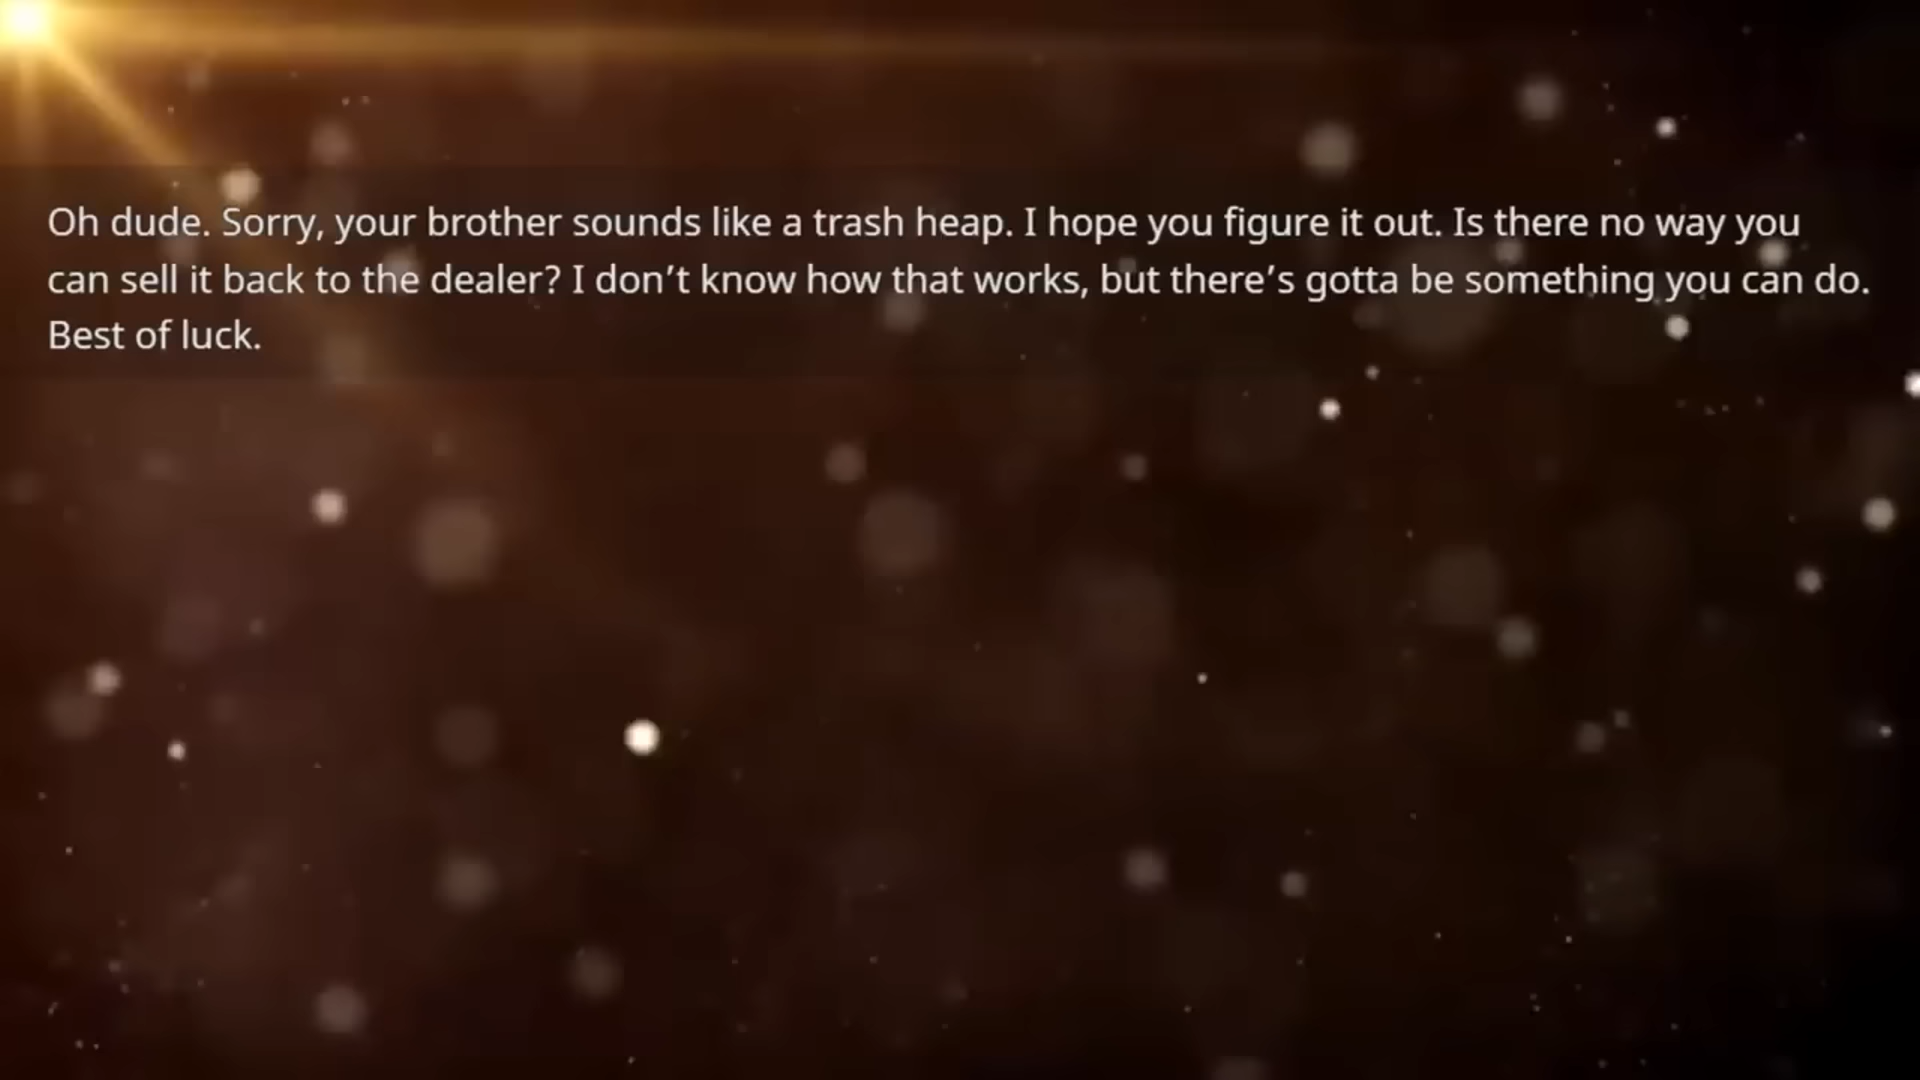 Oh dude. Sorry, your brother sounds like a trash heap. I hope you figure it out. Is there no way you
can sell it back to the dealer? I don’t know how that works, but there’s gotta be something you can do.
Best of luck.